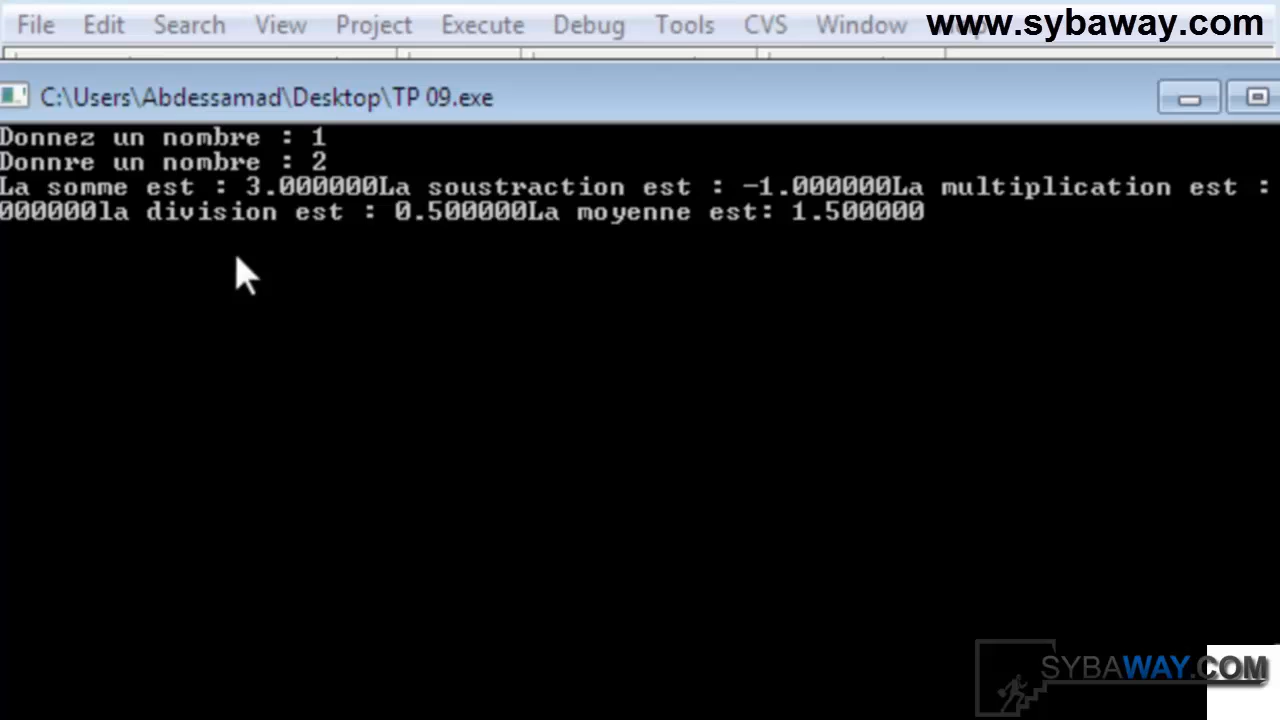 File Edit Search View Project Execute Debug Tools CVS Window
www.sybaway.com
C:\Users\Abdessamad\Desktop\TP 09.exe
Donnez un nombre : 1
Donnre un nombre : 2
La somme est : 3.000000La soustraction est : -1.000000La multiplication est :
000000la division est : 0.500000La moyenne est: 1.500000
SYBAWAY.COM